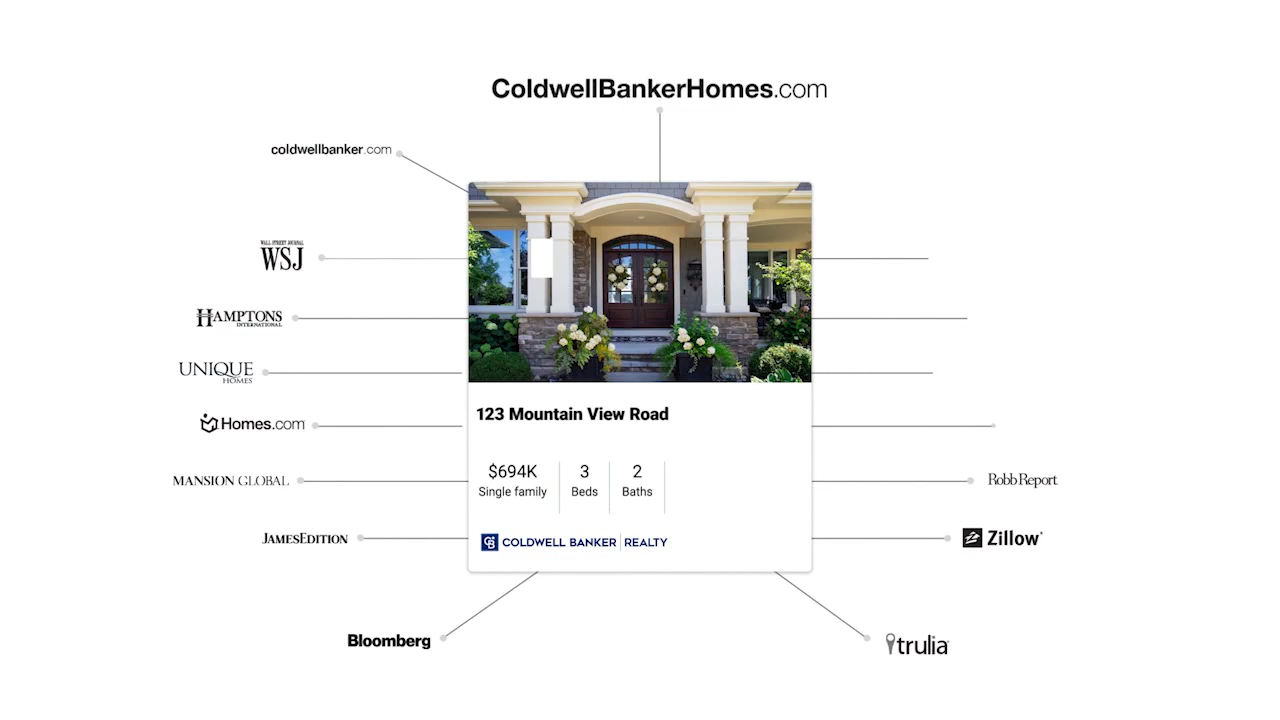 ColdwellBankerHomes.com
coldwellbanker.com
WALL STREET JOURNAL
WSJ
HAMPTONS
INTERNATIONAL
UNIQUE
HOMES
Homes.com
MANSION GLOBAL
JAMESEDITION
Bloomberg
123 Mountain View Road
$694K 3 2
Single family Beds Baths
CB COLDWELL BANKER REALTY
Robb Report
Zillow
trulia